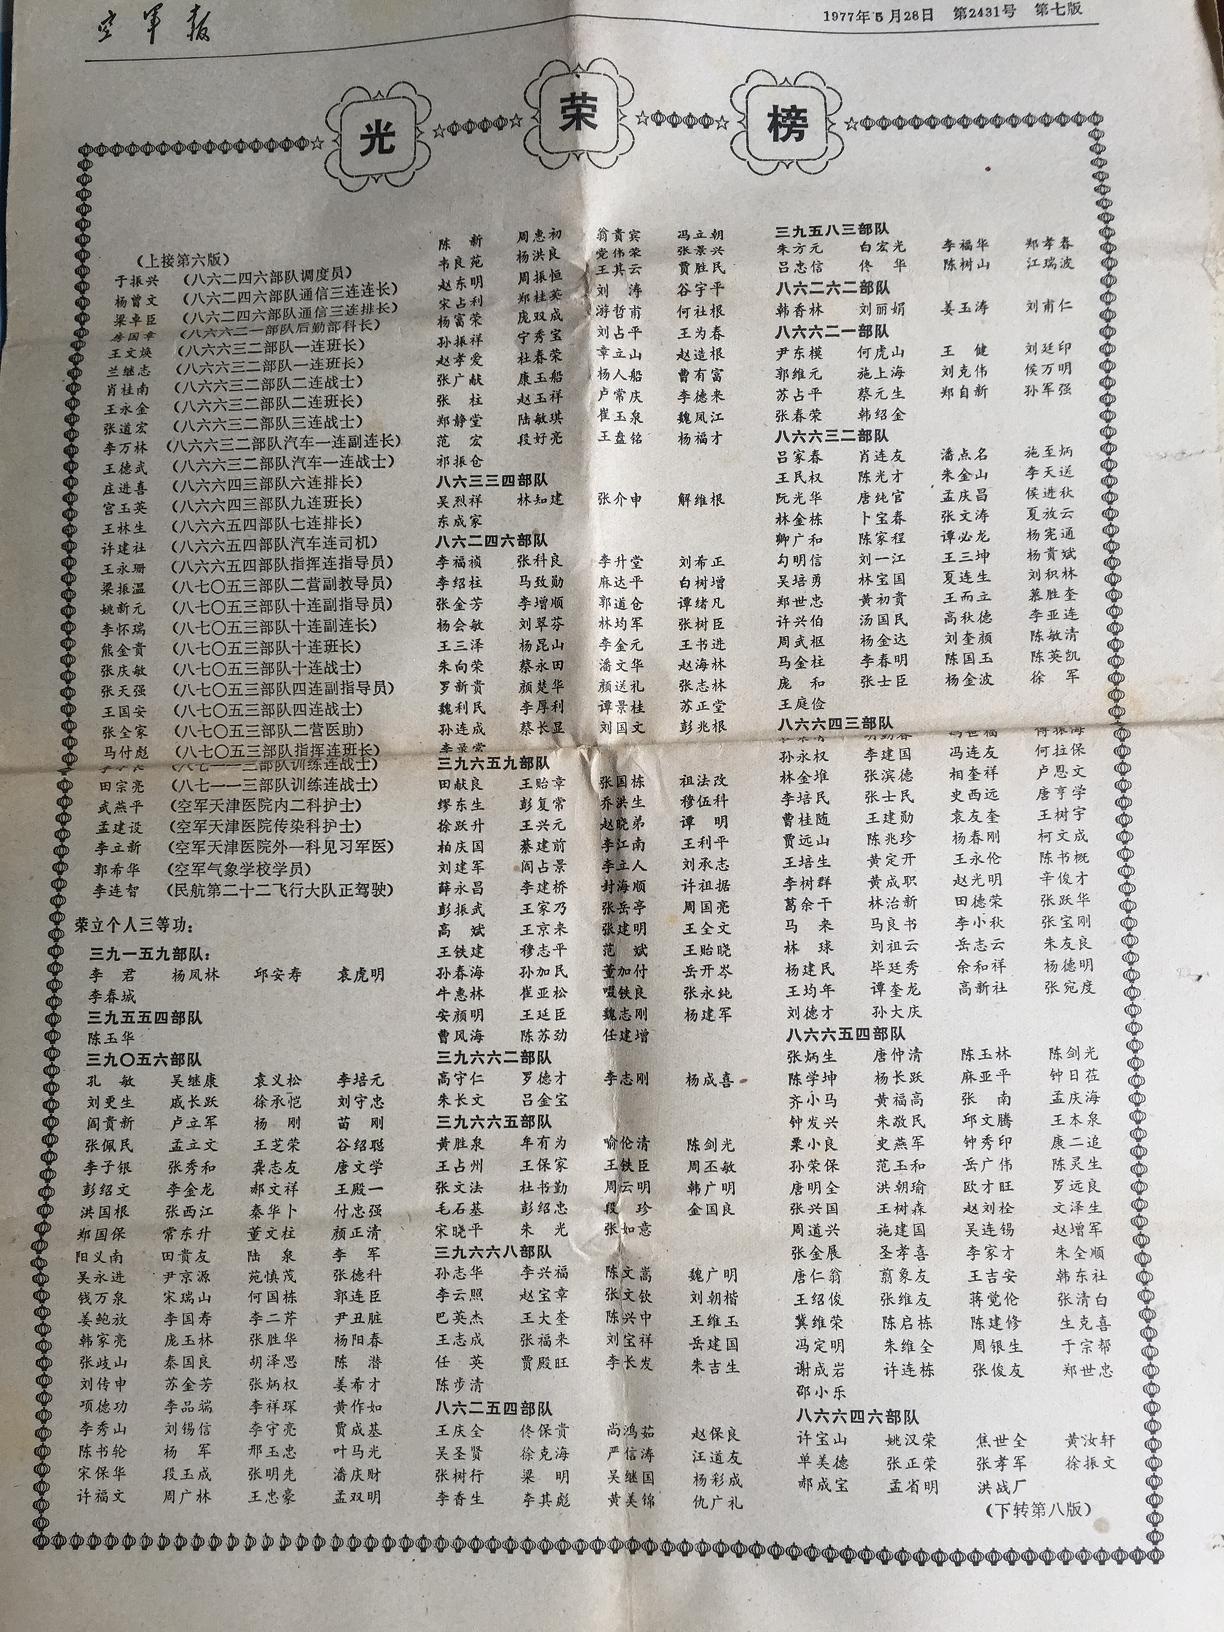 空军报
1977年5月28日 第2431号 第七版
光荣榜
（上接第六版）
于振兴 （八六二四六部队调度员）
杨曾文 （八六二四六部队通信三连连长）
梁卓臣 （八六二四六部队通信三连排长）
（八六六二一部队后勤部科长）
王文焕 （八六六三二部队一连班长）
兰继志 （八六六三二部队一连班长）
肖桂南 （八六六三二部队二连战士）
王永金 （八六六三二部队二连班长）
张道宏 （八六六三二部队三连战士）
李万林 （八六六三二部队汽车一连副连长）
王德武 （八六六三二部队汽车一连战士）
庄进喜 （八六六四三部队六连排长）
宫玉英 （八六六四三部队九连班长）
王林生 （八六六五四部队七连排长）
许建社 （八六六五四部队汽车连司机）
王永珊 （八六六五四部队指挥连指导员）
梁振温 （八七〇五三部队二营副教导员）
姚新元 （八七〇五三部队十连副指导员）
李怀瑞 （八七〇五三部队十连副连长）
熊金贵 （八七〇五三部队十连班长）
张庆敏 （八七〇五三部队十连战士）
张天强 （八七〇五三部队四连副指导员）
王国安 （八七〇五三部队四连战士）
张全家 （八七〇五三部队二营医助）
马付彪 （八七〇五三部队指挥连班长）
（八七一一三部队训练连战士）
田宗亮 （八七一一三部队训练连战士）
武燕平 （空军天津医院内二科护士）
孟建设 （空军天津医院传染科护士）
李立新 （空军天津医院外一科见习军医）
郭希华 （空军气象学校学员）
李连智 （民航第二十二飞行大队正驾驶）
荣立个人三等功：
三九一五九部队：
李 君 杨凤林 邱安寿 袁虎明
李春城
三九五五四部队
陈玉华
三九〇五六部队
孔 敏 吴继康 袁义松 李培元
刘更生 戚长跃 徐承恺 刘守忠
阎贵新 卢立军 杨 刚 苗 刚
张佩民 孟立文 王芝荣 谷绍聪
李子银 张秀和 龚志友 唐文学
彭绍文 李金龙 郝文祥 王殿一
洪国根 张西江 秦华卜 付忠强
郑国保 常东升 董文柱 颜正清
阳义南 田贵友 陆 泉 李 军
吴永进 尹京源 苑慎茂 张德科
钱万泉 宋瑞山 何国栋 郭连臣
姜鲍放 李国寿 李二芹 尹丑脏
韩家亮 庞玉林 张胜华 杨阳春
张歧山 秦国良 胡泽思 陈 潜
刘传申 苏金芳 张炳权 姜希才
项德功 李品端 李祥琛 黄作如
李秀山 刘锡信 李守亮 贾成基
陈书轮 杨 军 邢玉忠 叶马光
宋保华 段玉成 张明先 潘庆财
许福文 周广林 王忠豪 孟双明
陈 新 周惠初 翁贵宾 冯立朝
韦良苑 杨洪良 党伟荣 张景兴
赵东明 周振恒 王其云 贾胜民
宋占利 郑桂英 刘 涛 谷宇平
杨富荣 庞双成 游哲甫 何社根
孙振祥 宁秀宝 刘占平 王为春
赵孝爱 杜春荣 章立山 赵造根
张广献 康玉船 杨人船 曹有富
张 柱 赵玉祥 卢常庆 李德来
郑静堂 陆敏琪 崔玉泉 魏凤江
范 宏 段好亮 王盘铭 杨福才
祁振仓
八六三三四部队
吴烈祥 林知建 张介申 解维根
东成家
八六二四六部队
李福祯 张科良 李升堂 刘希正
李绍柱 马玫勋 麻达平 白树增
张金芳 李增顺 郭道仓 谭绪凡
杨会敏 刘翠芬 林均军 张树臣
王三泽 杨昆山 李金元 王书进
朱向荣 蔡永田 潘文华 赵海林
罗新贵 颜楚华 颜送礼 张志林
魏利民 李厚利 谭景桂 苏正堂
孙连成 蔡长显 刘国文 彭兆根
三九六五九部队
田献良 王贻章 张国栋 祖法改
缪东生 彭复常 乔洪生 穆伍科
徐跃升 王兴元 赵晓弟 谭 明
柏庆国 綦建前 李江南 王利平
刘建军 阎占景 李立人 刘承志
薛永昌 李建桥 封海顺 许祖据
彭振武 王家乃 张岳亭 周国亮
高 斌 王京来 张建明 王全文
王铁建 穆志平 范 斌 王贻晓
孙春海 孙加民 董加付 岳开岑
牛惠林 崔亚松 啜铁良 张永纯
安颜明 王延臣 魏志刚 杨建军
曹风海 陈苏劲 任建增
三九六六二部队
高守仁 罗德才 李志刚 杨成喜
朱长文 吕金宝
三九六六五部队
黄胜泉 牟有为 喻伦清 陈剑光
王占州 王保家 王铁臣 周丕敏
张文法 杜书勤 周云明 韩广明
毛石基 彭绍忠 段 珍 金国良
宋晓平 朱 光 张如意
三九六六八部队
孙志华 李兴福 陈文嵩 魏广明
李云照 赵宝章 张文钦 刘朝楷
巴英杰 王大奎 陈兴中 王维玉
王志成 张福来 刘宝祥 岳建国
任 英 贾殿旺 李长发 朱吉生
陈步清
八六二五四部队
王庆全 佟保贵 尚鸿茹 赵保良
吴圣贤 徐克海 严信涛 汪道友
张树行 梁 明 吴继国 杨彩成
李香生 李其彪 黄美锦 仇广礼
三九五八三部队
朱方元 白宏光 李福华 郑孝春
吕忠信 佟 华 陈树山 江瑞波
八六二六二部队
韩香林 刘丽娟 姜玉涛 刘甫仁
八六六二一部队
尹东模 何虎山 王 健 刘廷印
郭维元 施上海 刘克伟 侯万明
苏占平 蔡元生 郑自新 孙军强
张春荣 韩绍金
八六六三二部队
吕家春 肖连友 潘点名 施至炳
王民权 陈光才 朱金山 李天送
阮光华 唐纯官 孟庆昌 侯进秋
林金栋 卜宝春 张文涛 夏放云
卿广和 陈家程 谭必龙 杨宪通
勾明信 刘一江 王三坤 杨贵斌
吴培勇 林宝国 夏连生 刘积林
郑世忠 黄初贵 王而立 慕胜奎
许兴伯 汤国民 高秋德 李亚连
周武枢 杨金达 刘奎颀 陈敏清
马金柱 李春明 陈国玉 陈英凯
庞 和 张士臣 杨金波 徐 军
王庭俭
八六六四三部队
孙永权 李建国 冯连友 何拉保
林金堆 张滨德 相奎祥 卢思文
李培民 张士民 史西远 唐亨学
曹桂随 王建勋 袁友奎 王树宇
贾远山 陈兆珍 杨春刚 柯文成
王培生 黄定开 王永伦 陈书概
李树群 黄成职 赵光明 辛俊才
葛余干 林治新 田德荣 张跃华
马 来 马良书 李小秋 张宝刚
林 球 刘祖云 岳志云 朱友良
杨建民 毕廷秀 余和祥 杨德明
王均年 谭奎龙 高新社 张宛度
刘德才 孙大庆
八六六五四部队
张炳生 唐仲清 陈玉林 陈剑光
陈学坤 杨长跃 麻亚平 钟日莅
齐小马 黄福高 张 南 孟庆海
钟发兴 朱敖民 邱文腾 王本泉
粟小良 史燕军 钟秀印 康二追
孙荣保 范玉和 岳广伟 陈灵生
唐明全 洪朝瑜 欧才旺 罗远良
张兴国 王树森 赵刘栓 文泽生
周道兴 施建国 吴连锡 赵增军
张金展 圣孝喜 李家才 朱全顺
唐仁翁 翦象友 王吉安 韩东社
王绍俊 张维友 蒋觉伦 张清白
冀维荣 陈启栋 陈建修 生克喜
冯定明 朱维全 周银生 于宗帮
谢成岩 许连栋 张俊友 郑世忠
邵小乐
八六六四六部队
许宝山 姚汉荣 焦世全 黄汝轩
单美德 张正荣 张孝军 徐振文
郝成宝 孟省明 洪战厂
（下转第八版）